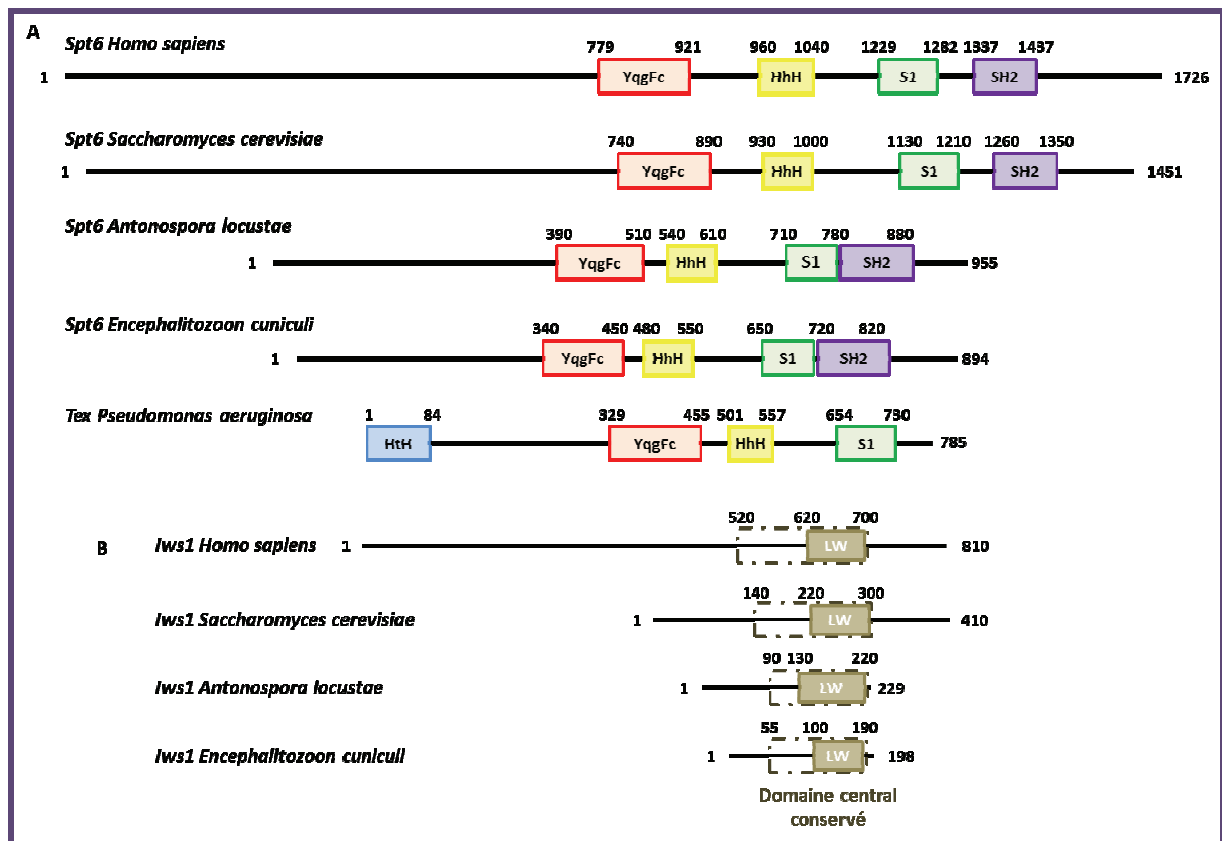 A
Spt6 Homo sapiens
779 921 960 1040 1229 1282 1337 1437
1 YqgFc HhH S1 SH2 1726
Spt6 Saccharomyces cerevisiae
740 890 930 1000 1130 1210 1260 1350
1 YqgFc HhH S1 SH2 1451
Spt6 Antonospora locustae
390 510 540 610 710 780 880
1 YqgFc HhH S1 SH2 955
Spt6 Encephalitozoon cuniculi
340 450 480 550 650 720 820
1 YqgFc HhH S1 SH2 894
Tex Pseudomonas aeruginosa
1 84 329 455 501 557 654 730
HtH YqgFc HhH S1 785
520 620 700
B Iws1 Homo sapiens 1 LW 810
140 220 300
Iws1 Saccharomyces cerevisiae 1 LW 410
90 130 220
Iws1 Antonospora locustae 1 LW 229
55 100 190
Iws1 Encephalitozoon cuniculi 1 LW 198
Domaine central
conservé